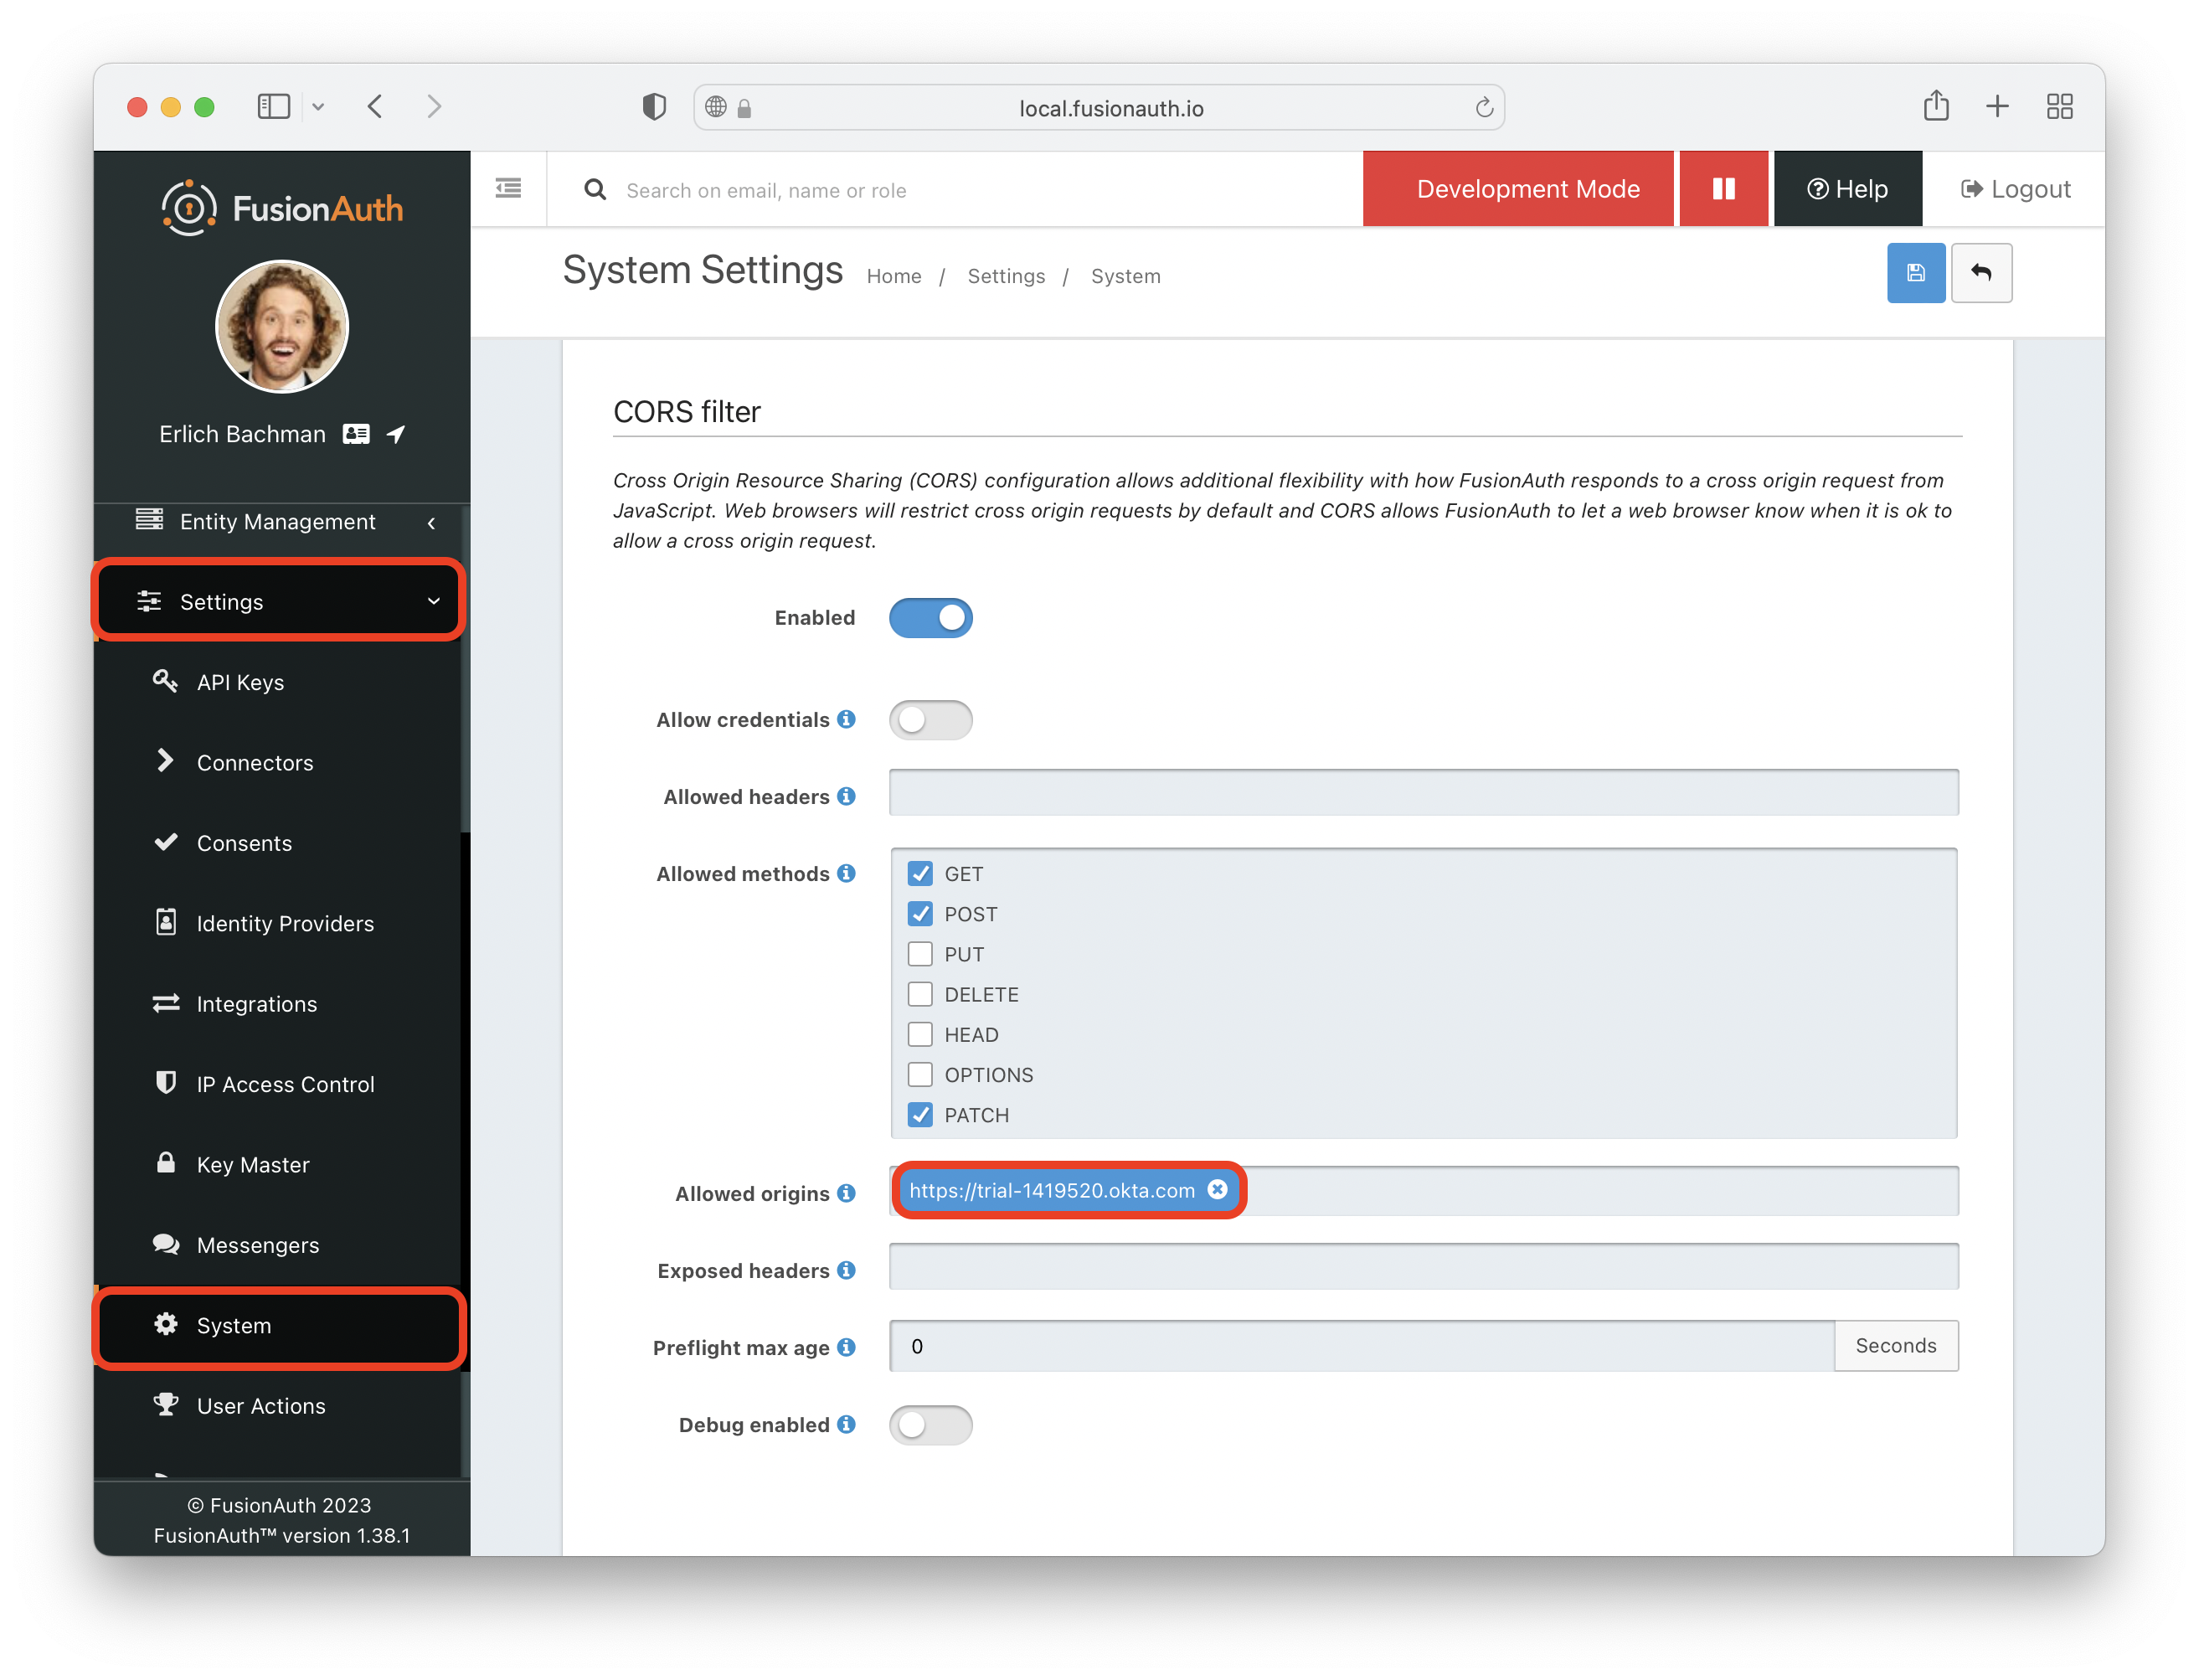 local.fusionauth.io
FusionAuth
Search on email, name or role
Development Mode
Help
Logout
System Settings Home / Settings / System
Erlich Bachman
Entity Management
Settings
API Keys
Connectors
Consents
Identity Providers
Integrations
IP Access Control
Key Master
Messengers
System
User Actions
© FusionAuth 2023
FusionAuth™ version 1.38.1
CORS filter
Cross Origin Resource Sharing (CORS) configuration allows additional flexibility with how FusionAuth responds to a cross origin request from
JavaScript. Web browsers will restrict cross origin requests by default and CORS allows FusionAuth to let a web browser know when it is ok to
allow a cross origin request.
Enabled
Allow credentials
Allowed headers
Allowed methods
GET
POST
PUT
DELETE
HEAD
OPTIONS
PATCH
Allowed origins https://trial-1419520.okta.com
Exposed headers
Preflight max age 0 Seconds
Debug enabled